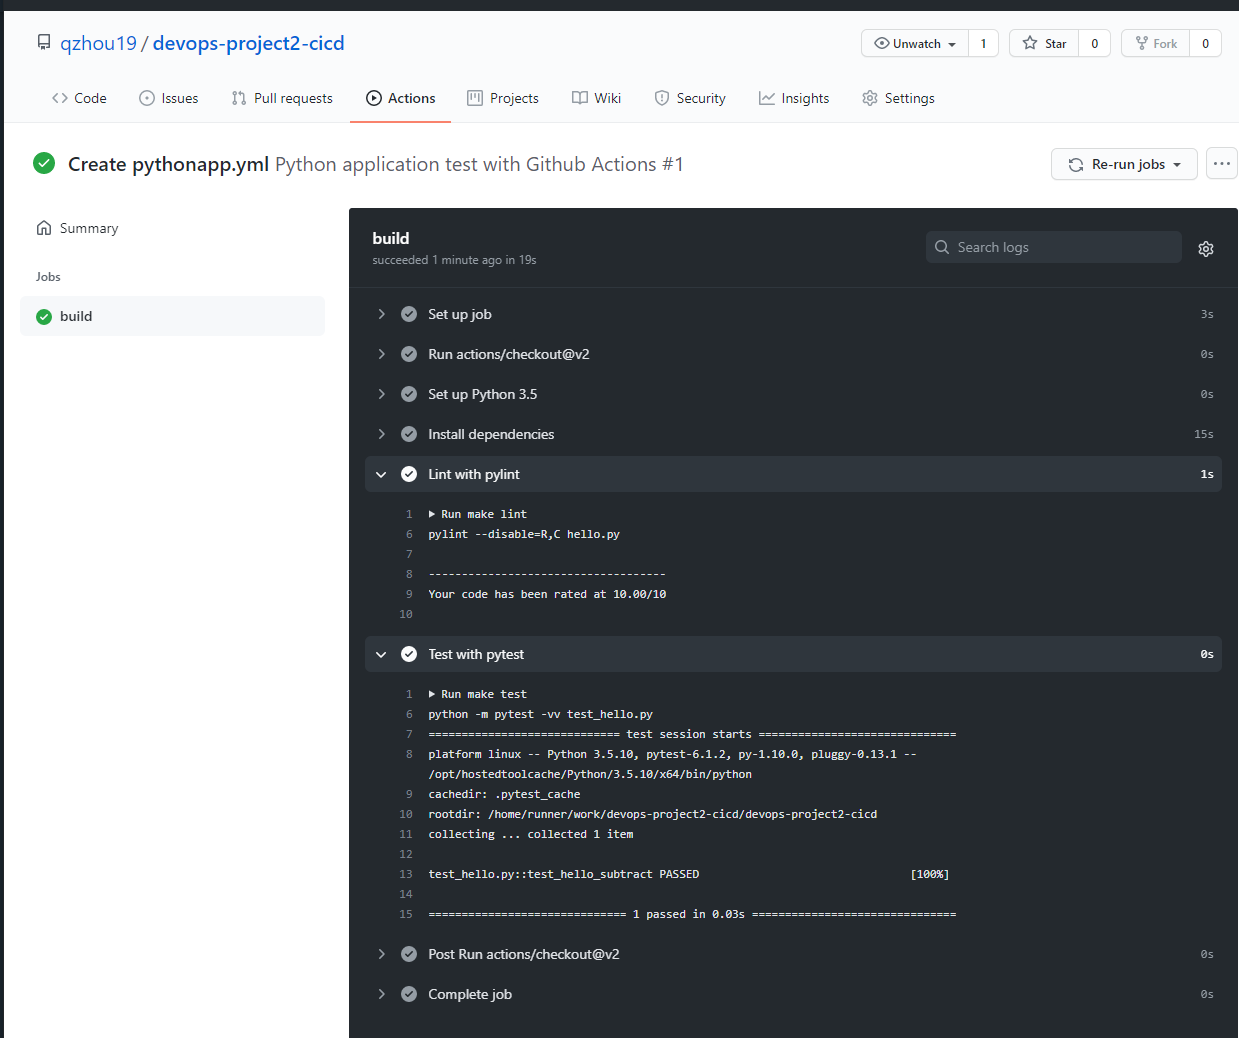 qzhou19 / devops-project2-cicd
Unwatch 1 Star 0 Fork 0
Code Issues Pull requests Actions Projects Wiki Security Insights Settings
Create pythonapp.yml Python application test with Github Actions #1
Re-run jobs ...
Summary
Jobs
build
build
succeeded 1 minute ago in 19s
Search logs
Set up job 3s
Run actions/checkout@v2 0s
Set up Python 3.5 0s
Install dependencies 15s
Lint with pylint 1s
1 Run make lint
6 pylint --disable=R,C hello.py
7
8 ------------------------------------
9 Your code has been rated at 10.00/10
10
Test with pytest 0s
1 Run make test
6 python -m pytest -vv test_hello.py
7 ============================= test session starts ==============================
8 platform linux -- Python 3.5.10, pytest-6.1.2, py-1.10.0, pluggy-0.13.1 --
/opt/hostedtoolcache/Python/3.5.10/x64/bin/python
9 cachedir: .pytest_cache
10 rootdir: /home/runner/work/devops-project2-cicd/devops-project2-cicd
11 collecting ... collected 1 item
12
13 test_hello.py::test_hello_subtract PASSED [100%]
14
15 ============================== 1 passed in 0.03s ===============================
Post Run actions/checkout@v2 0s
Complete job 0s